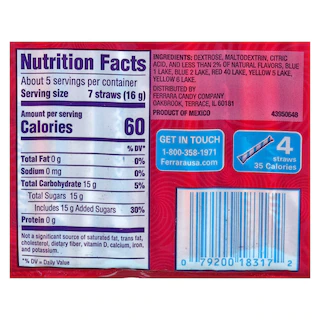 Nutrition Facts
About 5 servings per container
Serving size 7 straws (16 g)
Amount per serving
Calories 60
% DV*
Total Fat 0 g 0%
Sodium 0 mg 0%
Total Carbohydrate 15 g 5%
Total Sugars 15 g
Includes 15 g Added Sugars 30%
Protein 0 g
Not a significant source of saturated fat, trans fat, cholesterol, dietary fiber, vitamin D, calcium, iron, and potassium.
* % DV = Daily Value
INGREDIENTS: DEXTROSE, MALTODEXTRIN, CITRIC
ACID, AND LESS THAN 2% OF NATURAL FLAVORS, BLUE
1 LAKE, BLUE 2 LAKE, RED 40 LAKE, YELLOW 5 LAKE,
YELLOW 6 LAKE.
DISTRIBUTED BY
FERRARA CANDY COMPANY
OAKBROOK, TERRACE, IL 60181
PRODUCT OF MEXICO 43950648
GET IN TOUCH
1-800-358-1971
Ferrarausa.com
4
straws
35 Calories
0 79200 18317 2